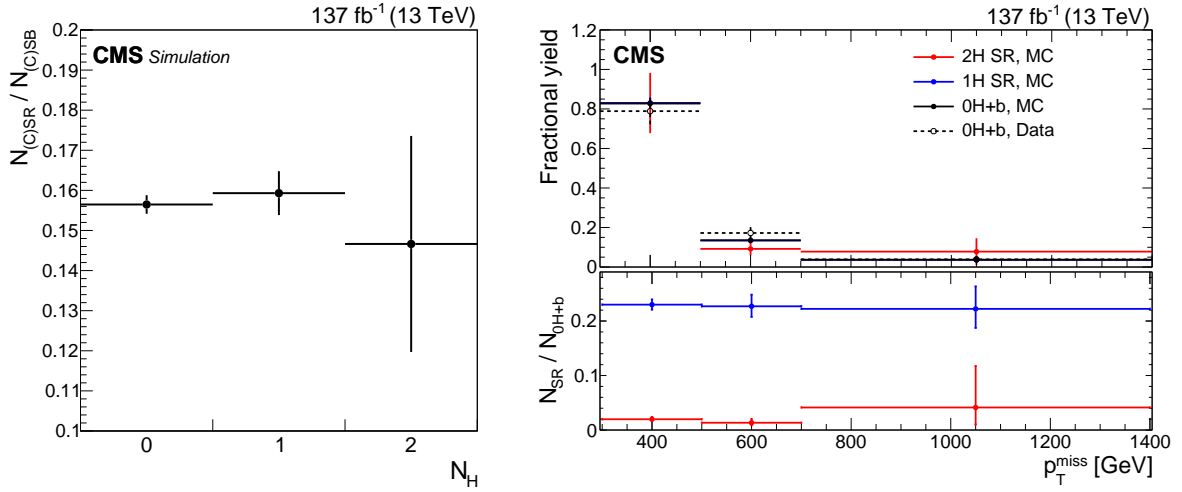 137 fb-1 (13 TeV)
CMS Simulation
N(C)SR / N(C)SB
0.2
0.19
0.18
0.17
0.16
0.15
0.14
0.13
0.12
0.11
0.1
0 1 2
NH
137 fb-1 (13 TeV)
CMS
Fractional yield
1.2
1
0.8
0.6
0.4
0.2
0
2H SR, MC
1H SR, MC
0H+b, MC
0H+b, Data
NSR / N0H+b
0.2
0.1
0
400 600 800 1000 1200 1400
pTmiss [GeV]